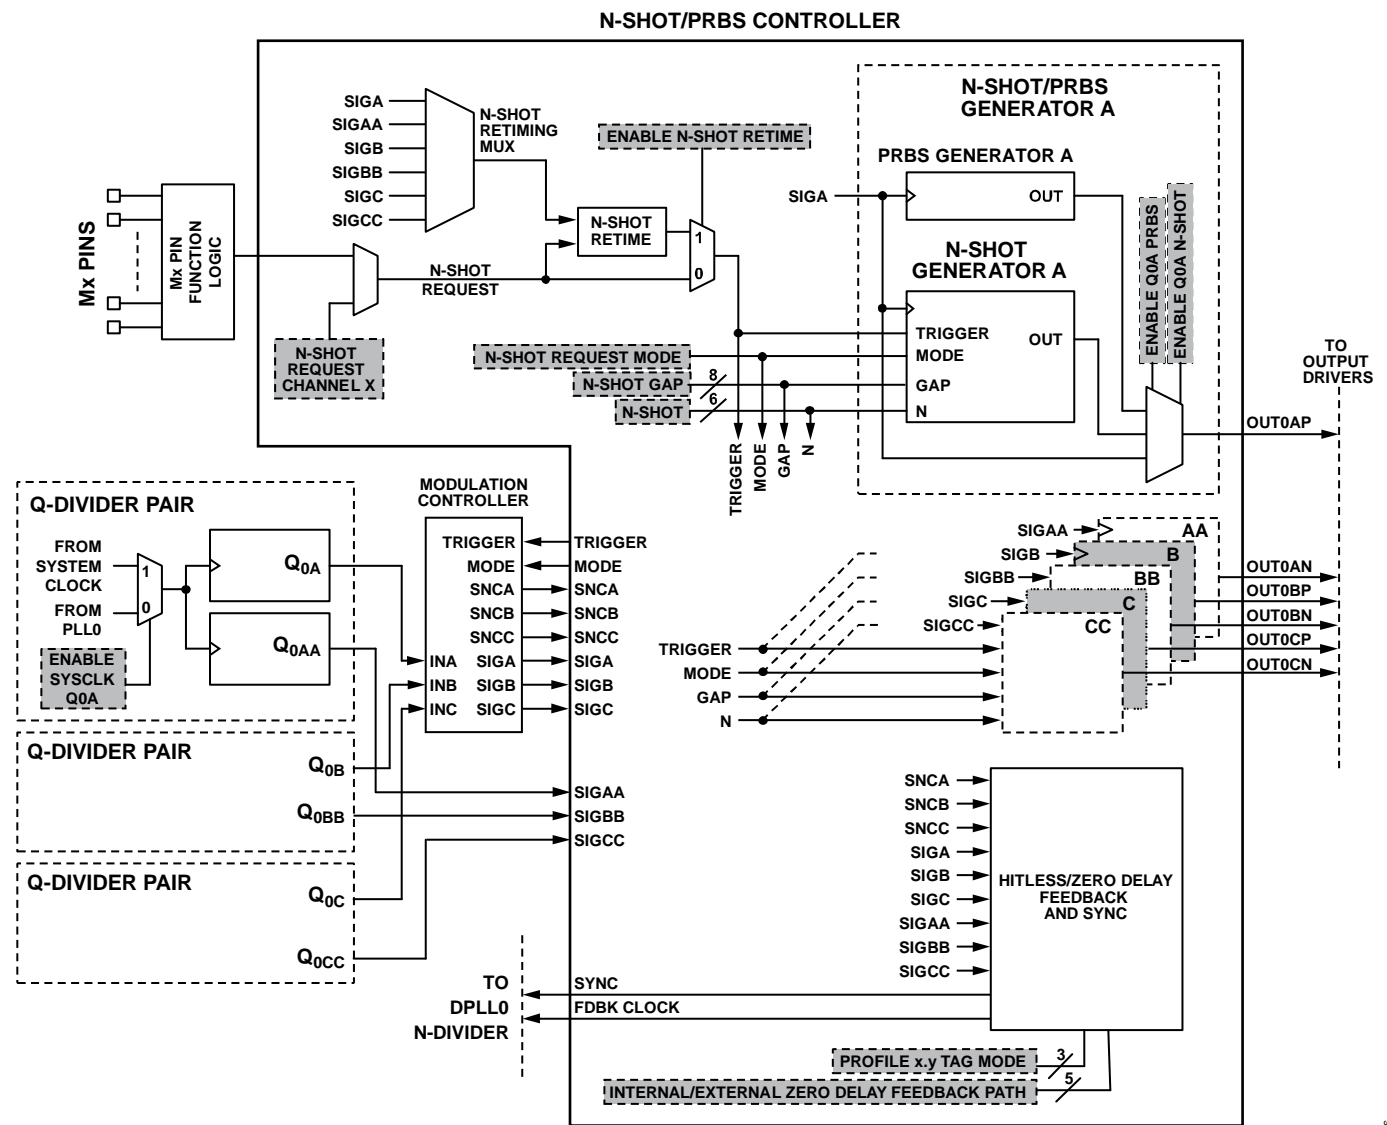 N-SHOT/PRBS CONTROLLER
SIGA
SIGAA
SIGB
SIGBB
SIGC
SIGCC
N-SHOT
RETIMING
MUX
ENABLE N-SHOT RETIME
N-SHOT
RETIME
1
0
Mx PINS
Mx PIN
FUNCTION
LOGIC
N-SHOT
REQUEST
N-SHOT
REQUEST
CHANNEL X
N-SHOT/PRBS
GENERATOR A
PRBS GENERATOR A
SIGA
OUT
N-SHOT
GENERATOR A
TRIGGER
MODE
GAP
N
OUT
ENABLE Q0A PRBS
ENABLE Q0A N-SHOT
N-SHOT REQUEST MODE
N-SHOT GAP
8
N-SHOT
6
TRIGGER
MODE
GAP
N
TO
OUTPUT
DRIVERS
OUT0AP
Q-DIVIDER PAIR
FROM
SYSTEM
CLOCK
FROM
PLL0
1
0
ENABLE
SYSCLK
Q0A
Q0A
Q0AA
MODULATION
CONTROLLER
TRIGGER
MODE
SNCA
SNCB
SNCC
INA SIGA
INB SIGB
INC SIGC
TRIGGER
MODE
SNCA
SNCB
SNCC
SIGA
SIGB
SIGC
SIGAA
SIGBB
SIGCC
Q-DIVIDER PAIR
Q0B
Q0BB
Q-DIVIDER PAIR
Q0C
Q0CC
SIGAA
SIGB
SIGBB
SIGC
SIGCC
AA
B
BB
C
CC
TRIGGER
MODE
GAP
N
OUT0AN
OUT0BP
OUT0BN
OUT0CP
OUT0CN
SNCA
SNCB
SNCC
SIGA
SIGB
SIGC
SIGAA
SIGBB
SIGCC
HITLESS/ZERO DELAY
FEEDBACK
AND SYNC
TO
DPLL0
N-DIVIDER
SYNC
FDBK CLOCK
PROFILE x.y TAG MODE
3
INTERNAL/EXTERNAL ZERO DELAY FEEDBACK PATH
5